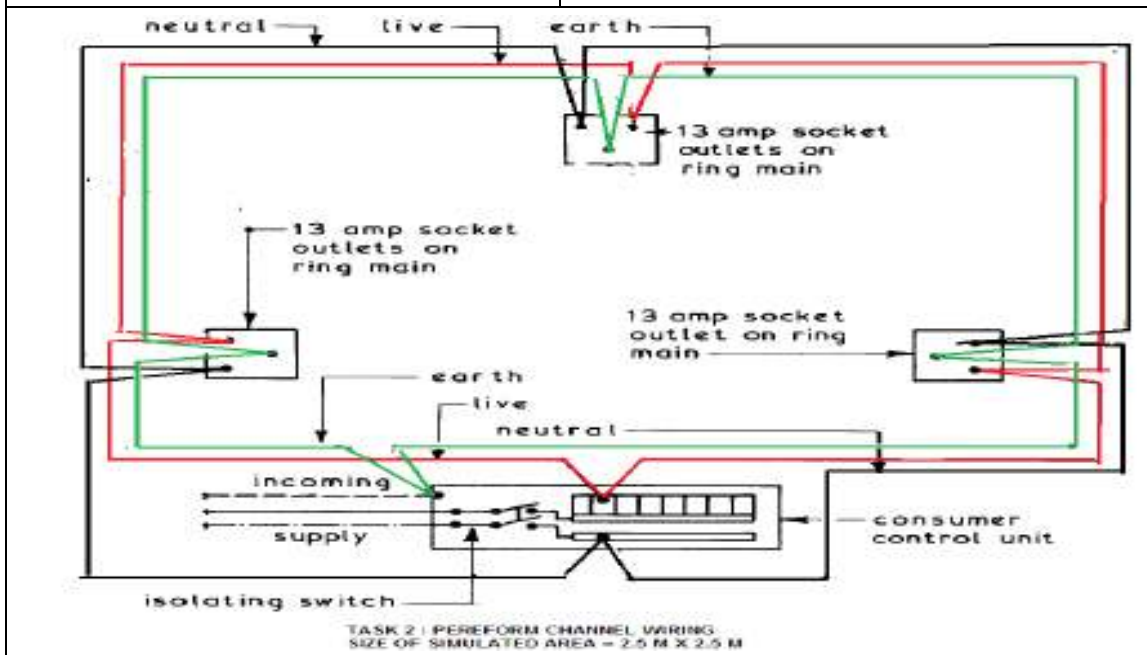 neutral
live
earth
13 amp socket
outlets on
ring main
13 amp socket
outlets on
ring main
13 amp socket
outlet on ring
main
earth
live
neutral
incoming
supply
consumer
control unit
isolating switch
TASK 2 : PEREFORM CHANNEL WIRING
SIZE OF SIMULATED AREA = 2.5 M X 2.5 M